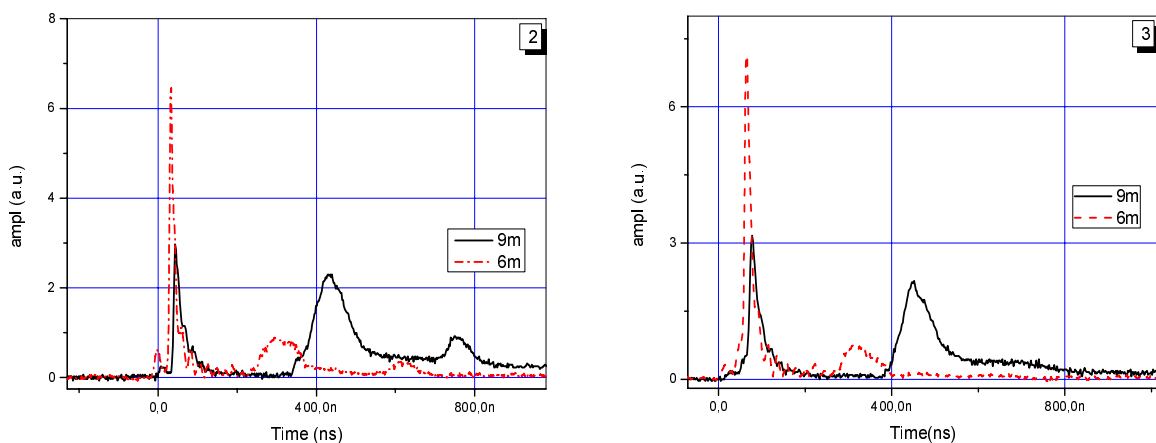 8
6
4
2
0
ampl (a.u.)
2
9m
6m
0,0
400,0n
800,0n
Time (ns)
6
3
0
ampl (a.u.)
3
9m
6m
0,0
400,0n
800,0n
Time(ns)